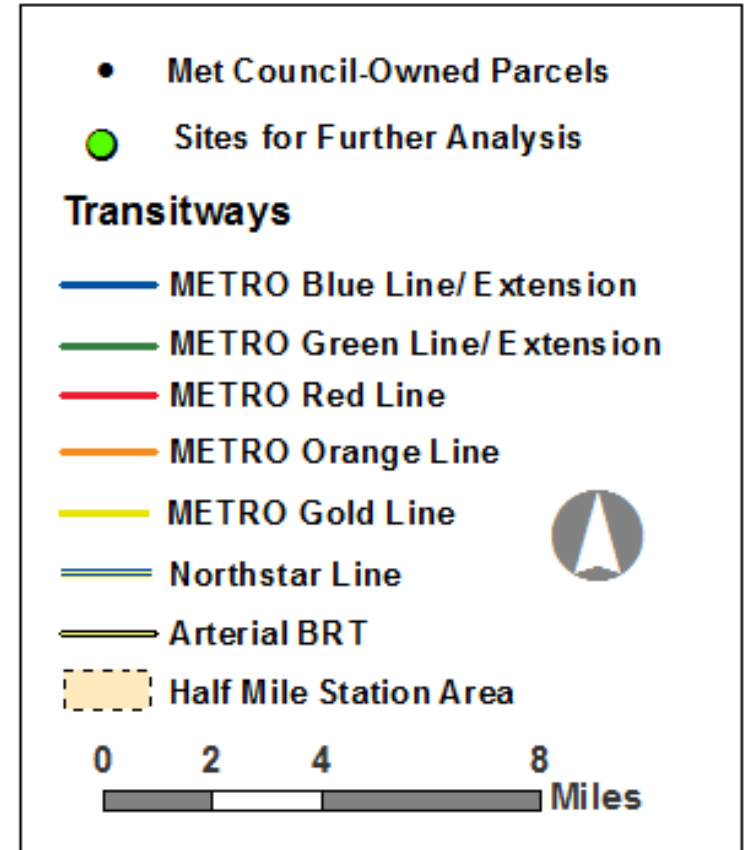 Met Council-Owned Parcels
Sites for Further Analysis
Transitways
METRO Blue Line/ Extension
METRO Green Line/ Extension
METRO Red Line
METRO Orange Line
METRO Gold Line
Northstar Line
Arterial BRT
Half Mile Station Area
0 2 4 8
Miles